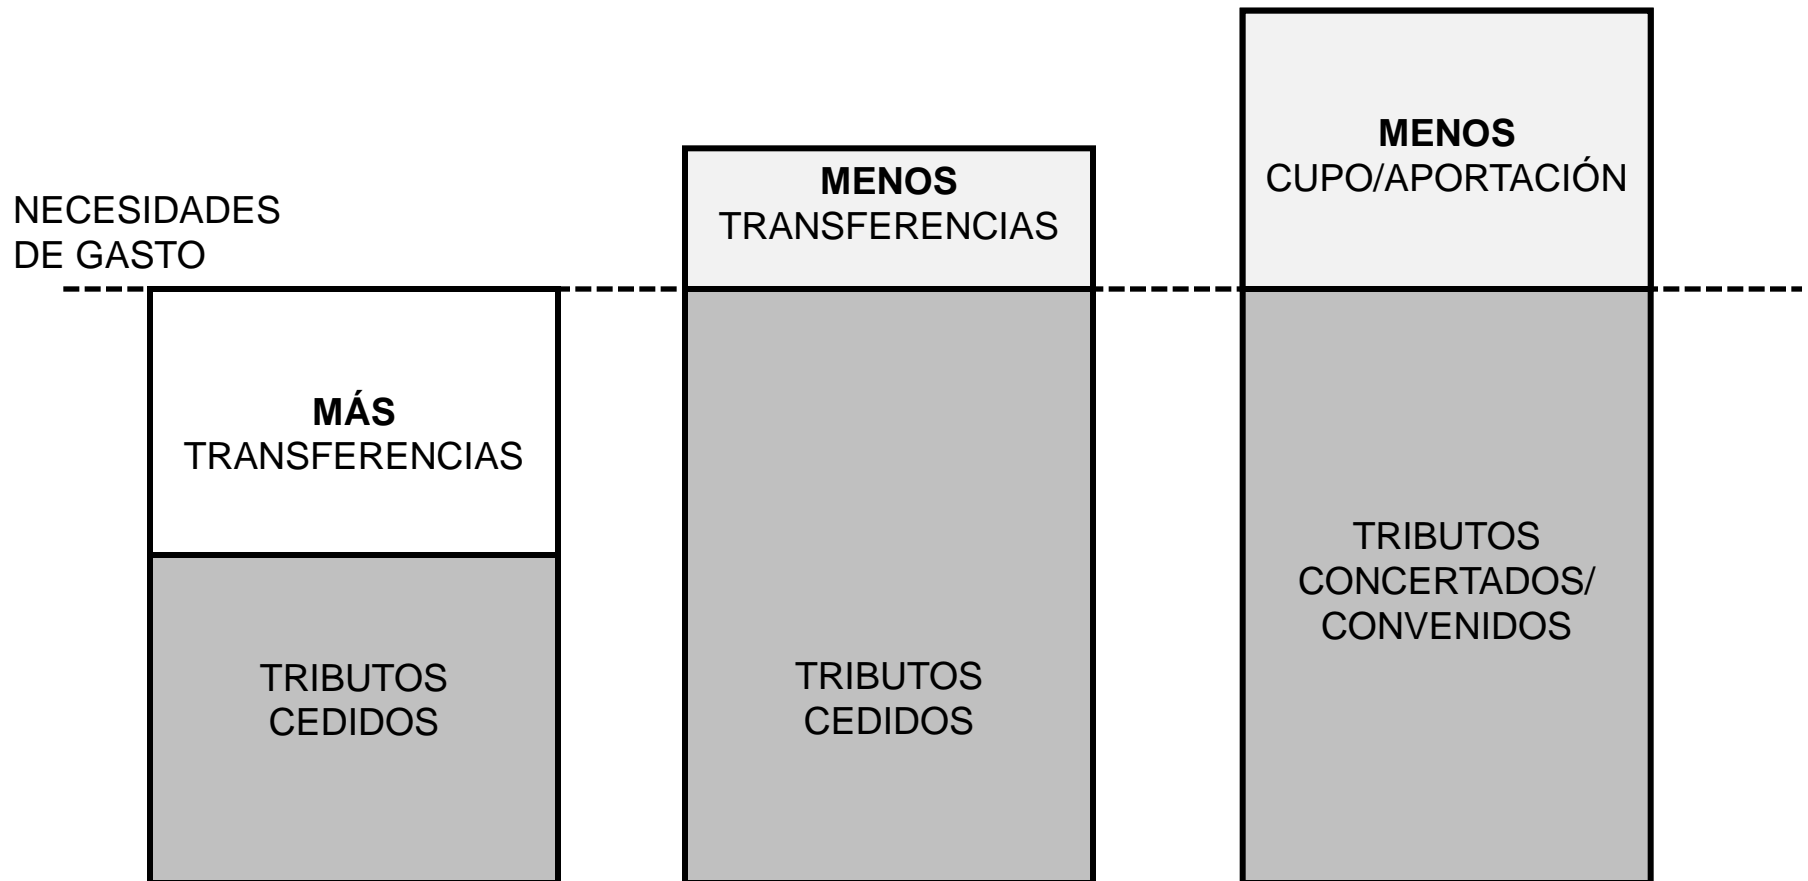 NECESIDADES
DE GASTO
MÁS
TRANSFERENCIAS
TRIBUTOS
CEDIDOS
MENOS
TRANSFERENCIAS
TRIBUTOS
CEDIDOS
MENOS
CUPO/APORTACIÓN
TRIBUTOS
CONCERTADOS/
CONVENIDOS